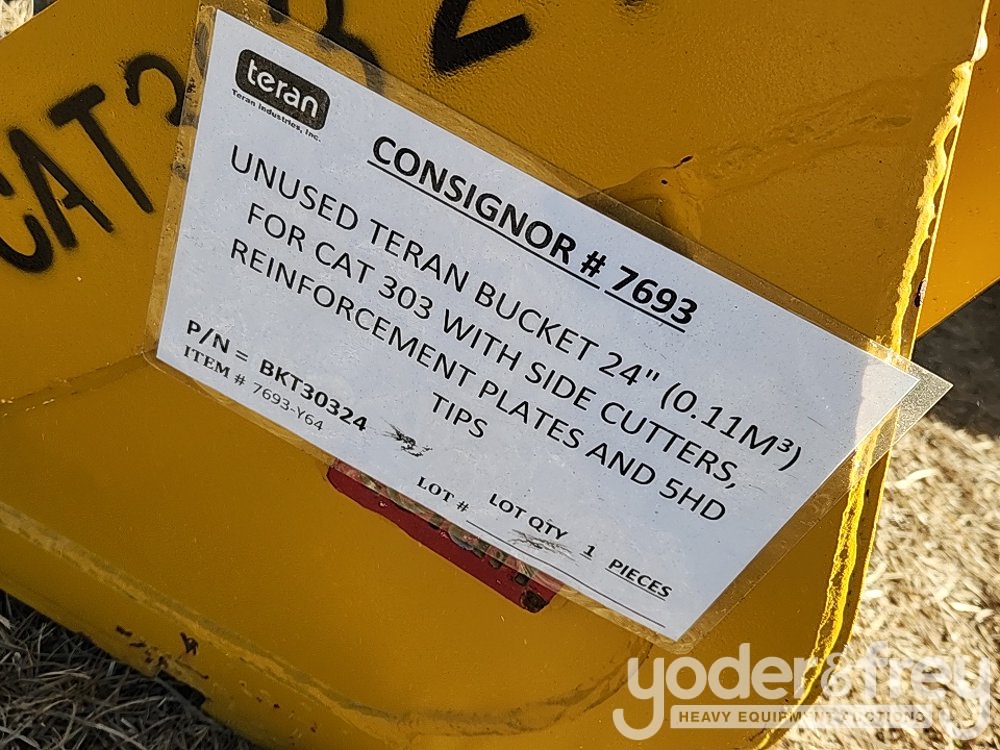 teran
Teran Industries, Inc.
CONSIGNOR # 7693
UNUSED TERAN BUCKET 24" (0.11M³)
FOR CAT 303 WITH SIDE CUTTERS,
REINFORCEMENT PLATES AND 5HD
TIPS
P/N = BKT30324
ITEM # 7693-Y64
LOT QTY 1 PIECES
LOT #
CAT
yoder&frey
HEAVY EQUIPMENT AUCTIONS